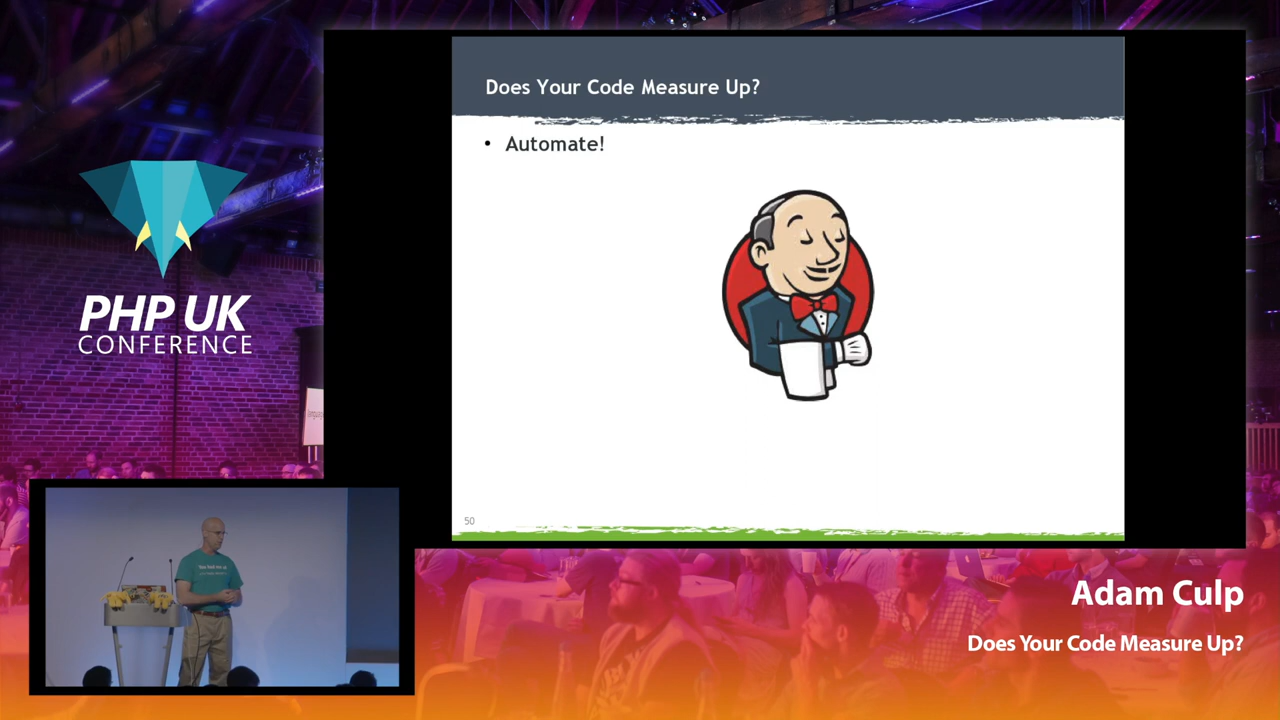 Does Your Code Measure Up?
• Automate!
50
PHP UK
CONFERENCE
Adam Culp
Does Your Code Measure Up?